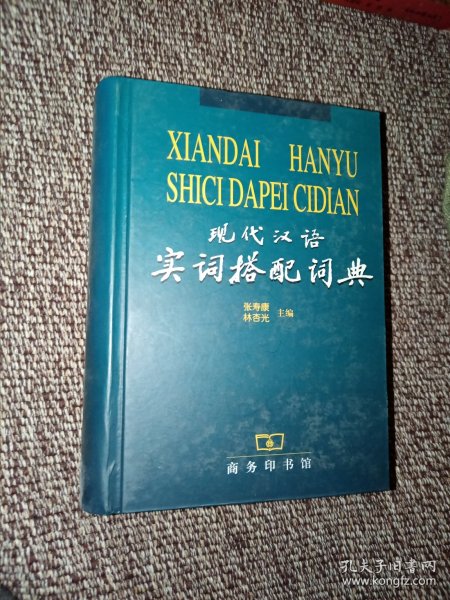 XIANDAI HANYU
SHICI DAPEI CIDIAN
现代汉语
实词搭配词典
张寿康
林杏光 主编
商务印书馆
孔夫子旧书网
www.kongfz.com